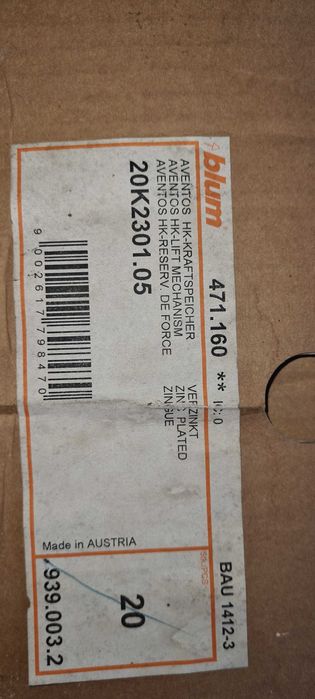 blum
471.160 **
BAU 1412-3
AVENTOS HK-KRAFTSPEICHER
AVENTOS HK-LIFT MECHANISM
AVENTOS HK-RESERV. DE FORCE
VERZINKT
ZINC PLATED
ZINGUE
20K2301.05
9 002617 798470
Made in AUSTRIA
20
939.003.2